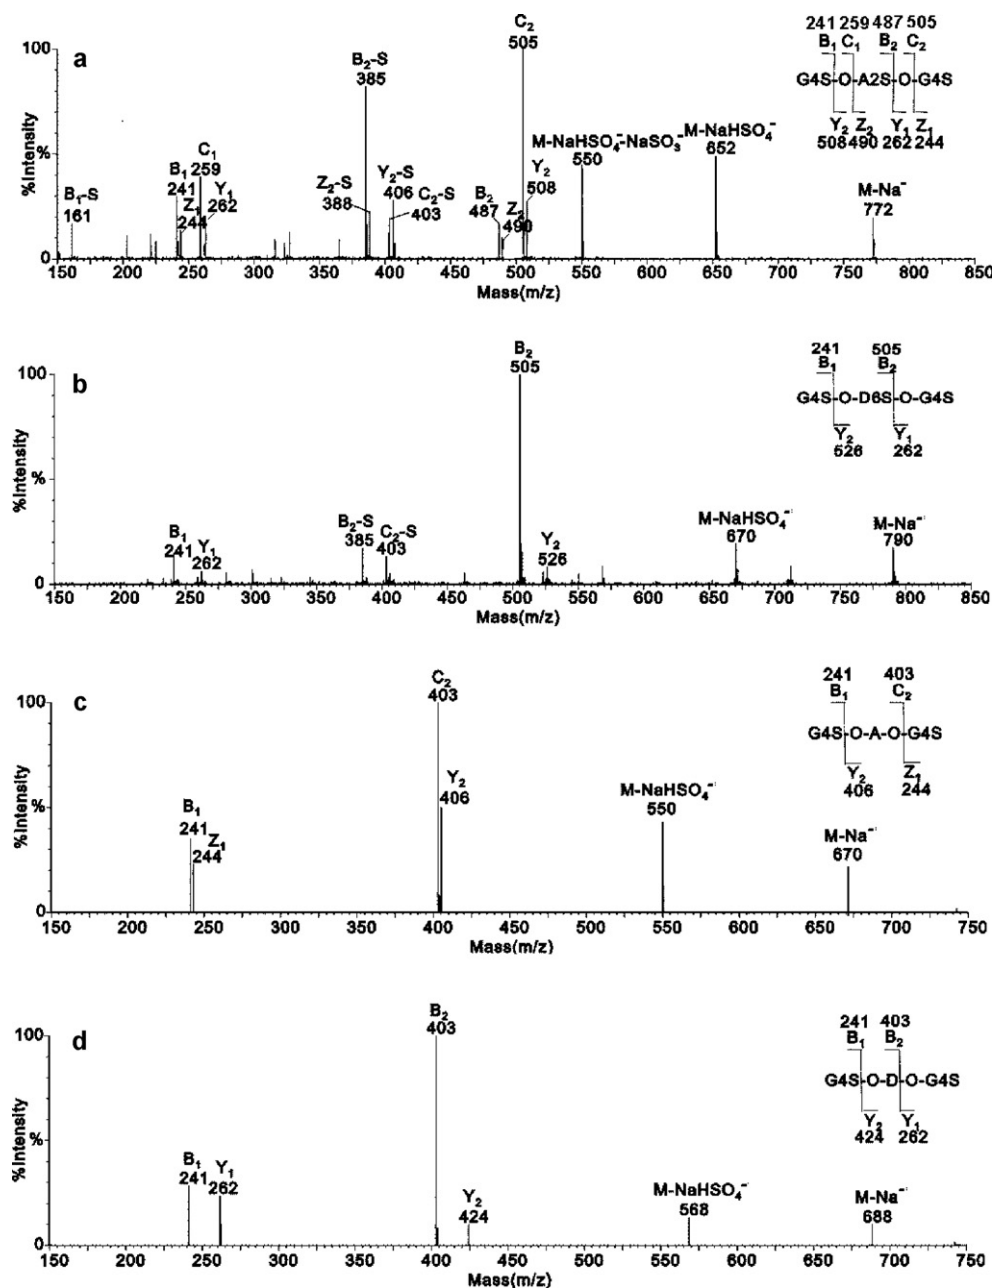 a
%Intensity
100
%
0
B₁-S
161
B₁
241
Z₁
244
C₁
259
Y₁
262
B₂-S
385
Z₂-S
388
Y₂-S
406
C₂-S
403
B₂
487
Z₂
490
C₂
505
Y₂
508
M-NaHSO₄⁻-NaSO₃⁻
550
M-NaHSO₄⁻
652
M-Na⁻
772
241 259 487 505
B₁ C₁ B₂ C₂
G4S-O-A2S-O-G4S
Y₂ Z₂ Y₁ Z₁
508 490 262 244
150 200 250 300 350 400 450 500 550 600 650 700 750 800 850
Mass(m/z)
b
%Intensity
100
%
0
B₁
241
Y₁
262
B₂-S
385
C₂-S
403
B₂
505
Y₂
526
M-NaHSO₄⁻
670
M-Na⁻
790
241 505
B₁ B₂
G4S-O-D6S-O-G4S
Y₂ Y₁
526 262
150 200 250 300 350 400 450 500 550 600 650 700 750 800 850
Mass(m/z)
c
%Intensity
100
%
0
B₁
241
Z₁
244
C₂
403
Y₂
406
M-NaHSO₄⁻
550
M-Na⁻
670
241 403
B₁ C₂
G4S-O-A-O-G4S
Y₂ Z₁
406 244
150 200 250 300 350 400 450 500 550 600 650 700 750
Mass(m/z)
d
%Intensity
100
%
0
B₁
241
Y₁
262
B₂
403
Y₂
424
M-NaHSO₄⁻
568
M-Na⁻
688
241 403
B₁ B₂
G4S-O-D-O-G4S
Y₂ Y₁
424 262
150 200 250 300 350 400 450 500 550 600 650 700 750
Mass(m/z)